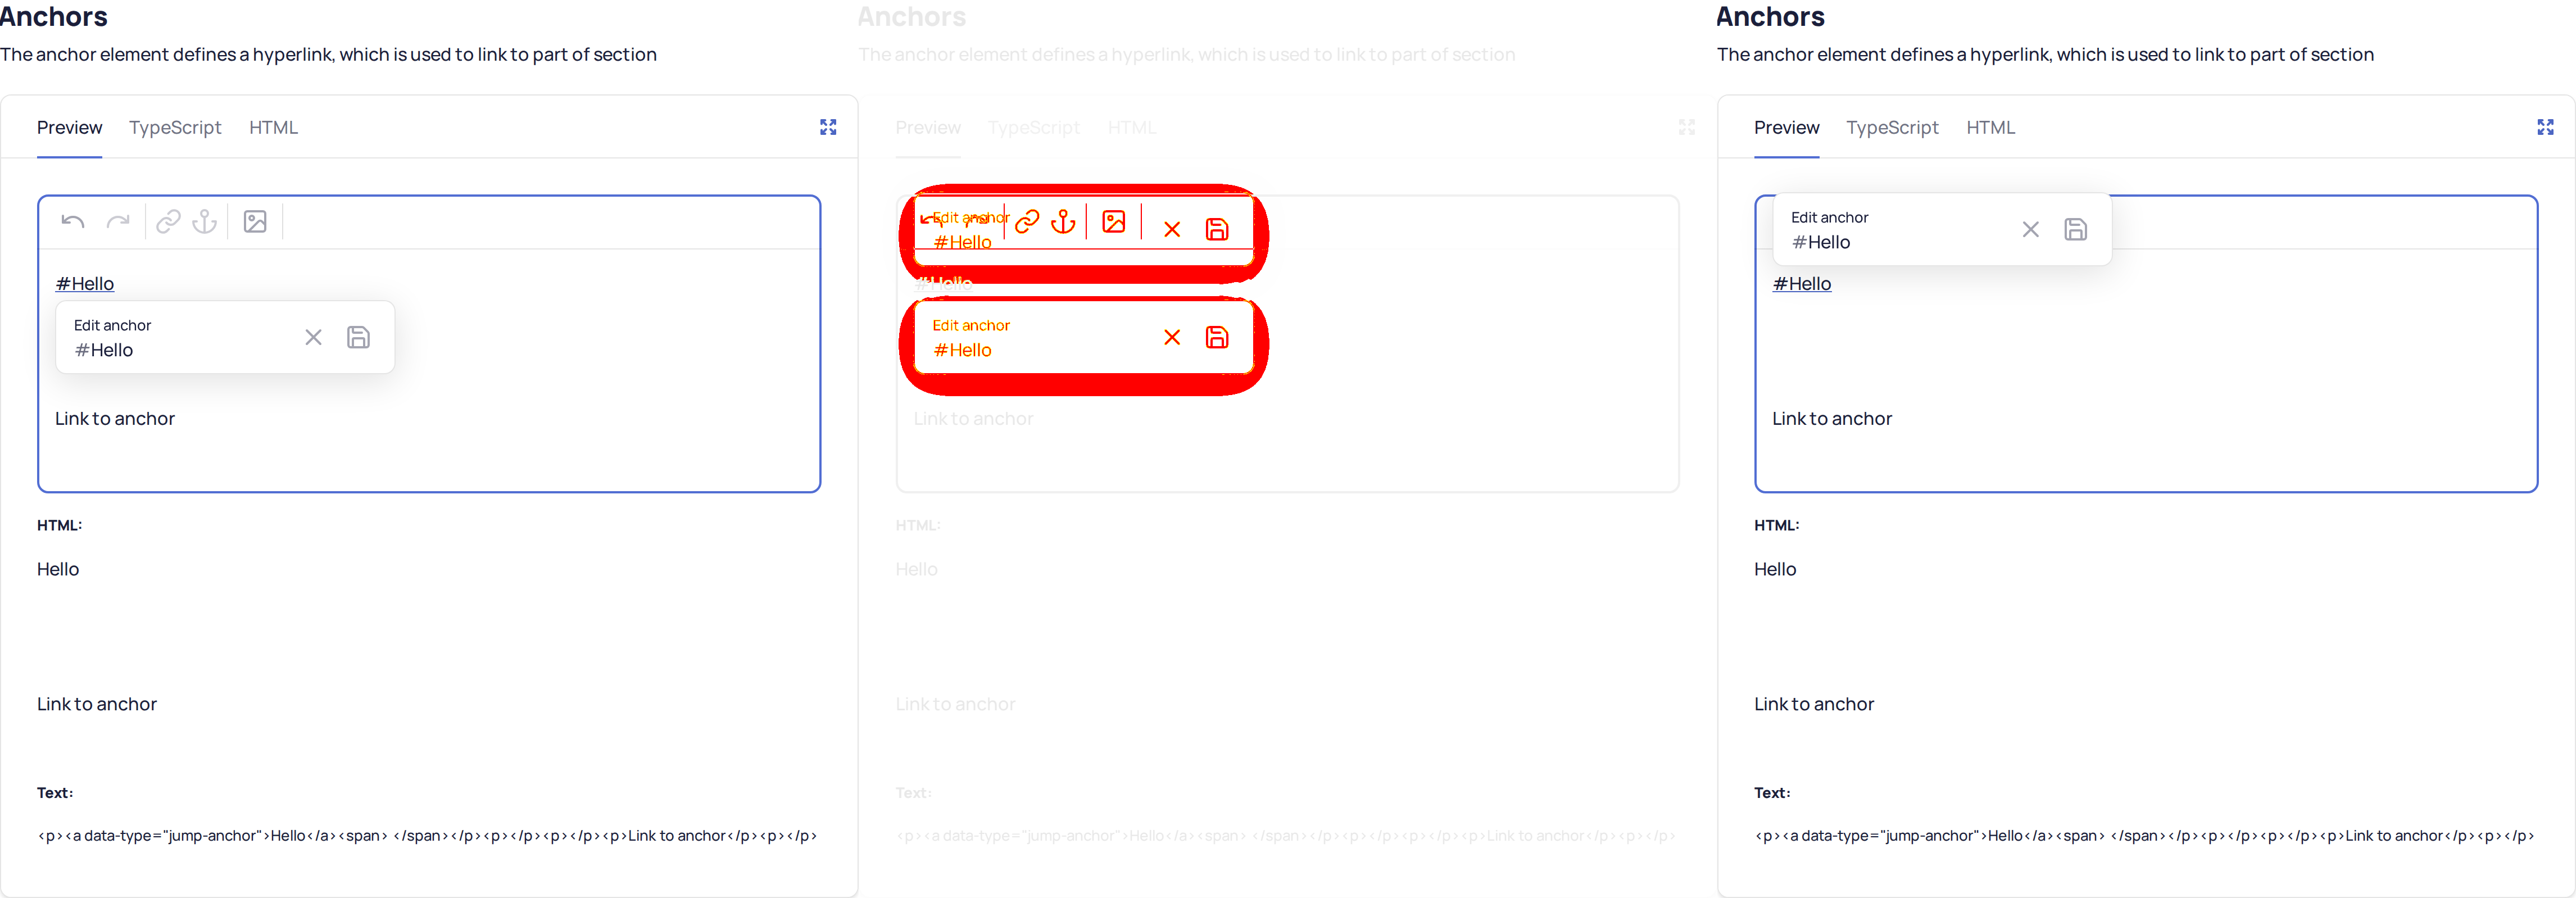 Anchors
The anchor element defines a hyperlink, which is used to link to part of section
Preview TypeScript HTML
#Hello
Edit anchor
#Hello
Link to anchor
HTML:
Hello
Link to anchor
Text:
<p><a data-type="jump-anchor">Hello</a><span> </span></p><p></p><p></p><p>Link to anchor</p><p></p>
Anchors
The anchor element defines a hyperlink, which is used to link to part of section
Preview TypeScript HTML
Edit anchor
#Hello
#Hello
Edit anchor
#Hello
Link to anchor
HTML:
Hello
Link to anchor
Text:
<p><a data-type="jump-anchor">Hello</a><span> </span></p><p></p><p></p><p>Link to anchor</p><p></p>
Anchors
The anchor element defines a hyperlink, which is used to link to part of section
Preview TypeScript HTML
Edit anchor
#Hello
#Hello
Link to anchor
HTML:
Hello
Link to anchor
Text:
<p><a data-type="jump-anchor">Hello</a><span> </span></p><p></p><p></p><p>Link to anchor</p><p></p>